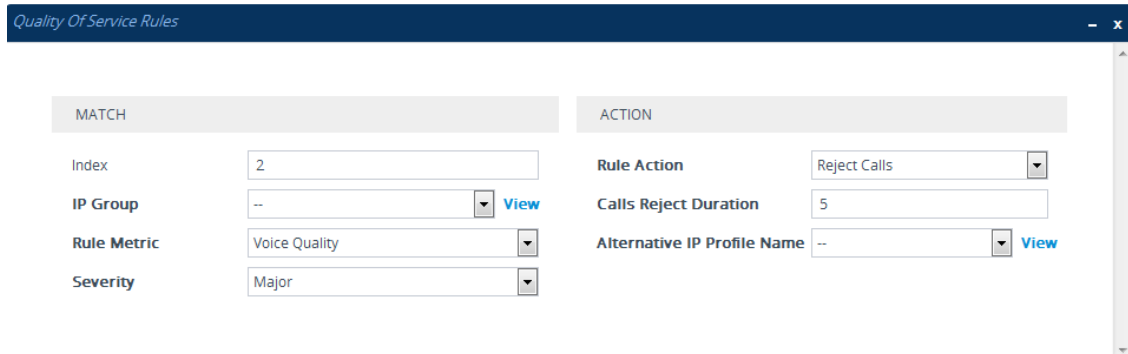 Quality Of Service Rules
– x
MATCH
Index 2
IP Group -- View
Rule Metric Voice Quality
Severity Major
ACTION
Rule Action Reject Calls
Calls Reject Duration 5
Alternative IP Profile Name -- View